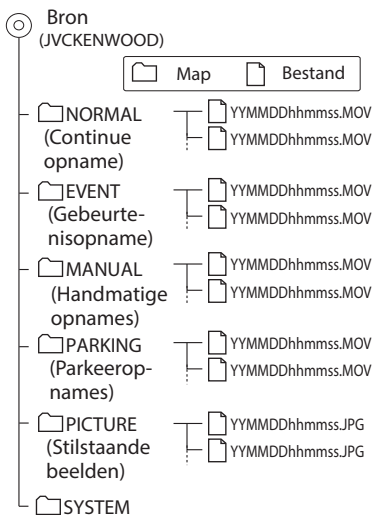 Bron
(JVCKENWOOD)
Map Bestand
NORMAL
(Continue
opname)
YYMMDDhhmmss.MOV
YYMMDDhhmmss.MOV
EVENT
(Gebeurte-
nisopname)
YYMMDDhhmmss.MOV
YYMMDDhhmmss.MOV
MANUAL
(Handmatige
opnames)
YYMMDDhhmmss.MOV
YYMMDDhhmmss.MOV
PARKING
(Parkeerop-
names)
YYMMDDhhmmss.MOV
YYMMDDhhmmss.MOV
PICTURE
(Stilstaande
beelden)
YYMMDDhhmmss.JPG
YYMMDDhhmmss.JPG
SYSTEM